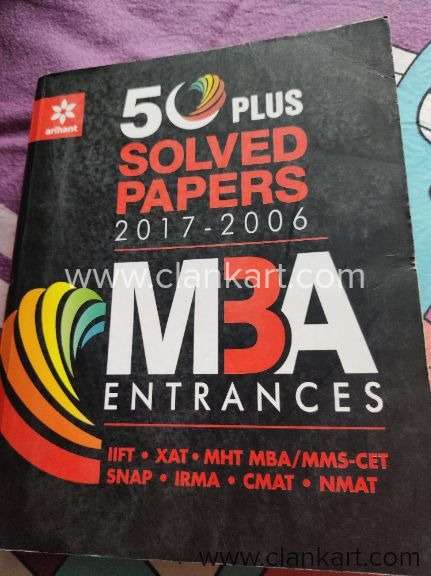 arihant
50 PLUS
SOLVED
PAPERS
2017-2006
www.clankart.com
MBA
ENTRANCES
IIFT • XAT • MHT MBA/MMS-CET
SNAP • IRMA • CMAT • NMAT
www.clankart.com